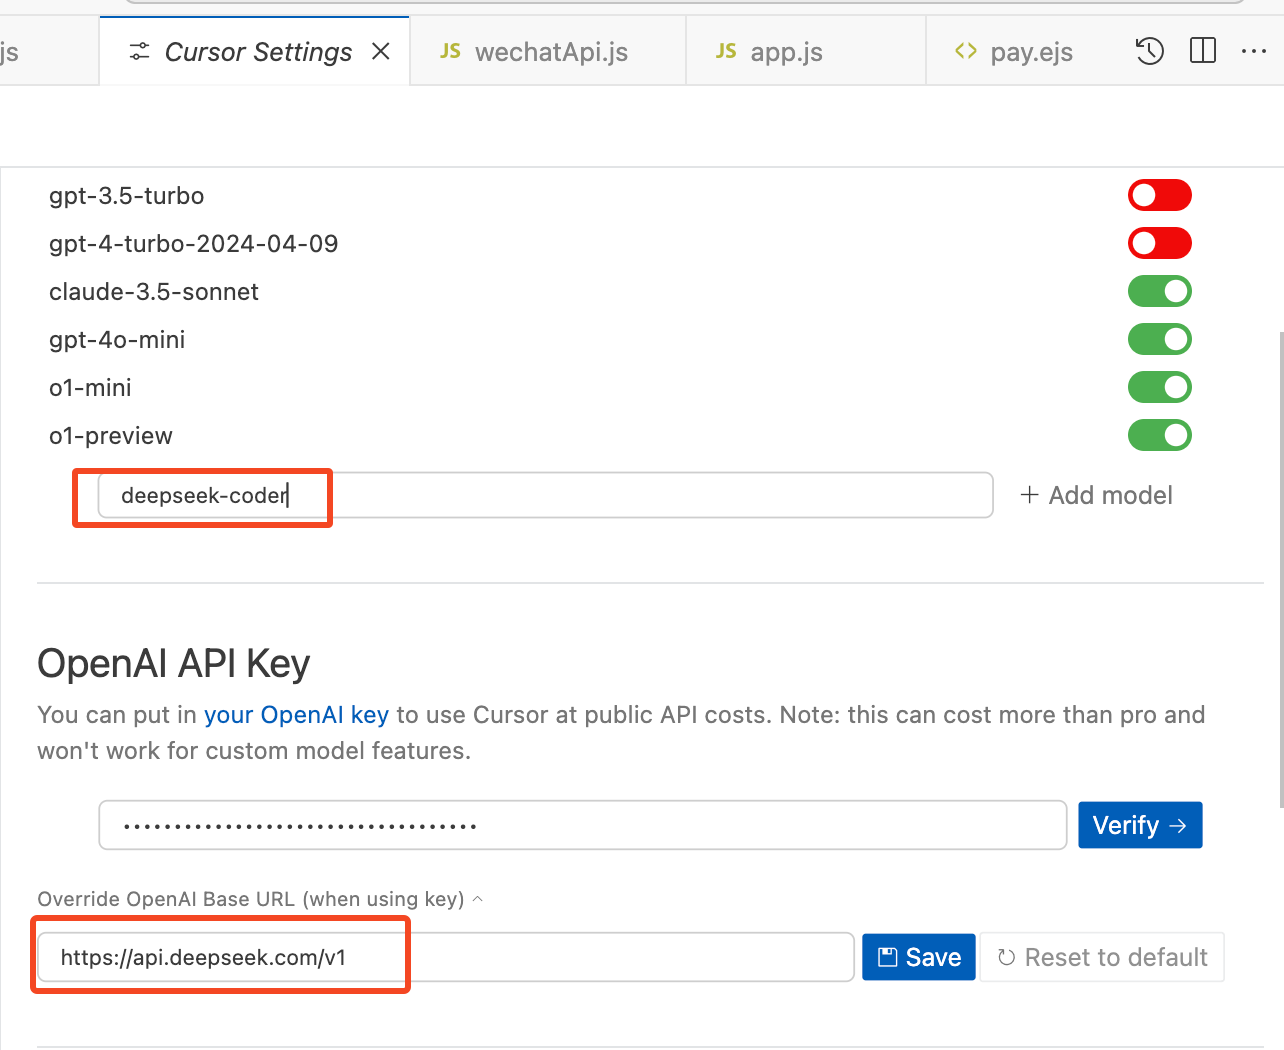 js
Cursor Settings
JS wechatApi.js
JS app.js
<> pay.ejs
gpt-3.5-turbo
gpt-4-turbo-2024-04-09
claude-3.5-sonnet
gpt-4o-mini
o1-mini
o1-preview
deepseek-coder
+ Add model
OpenAI API Key
You can put in your OpenAI key to use Cursor at public API costs. Note: this can cost more than pro and
won't work for custom model features.
••••••••••••••••••••••••••••••••••• Verify →
Override OpenAI Base URL (when using key)
https://api.deepseek.com/v1
Save
Reset to default